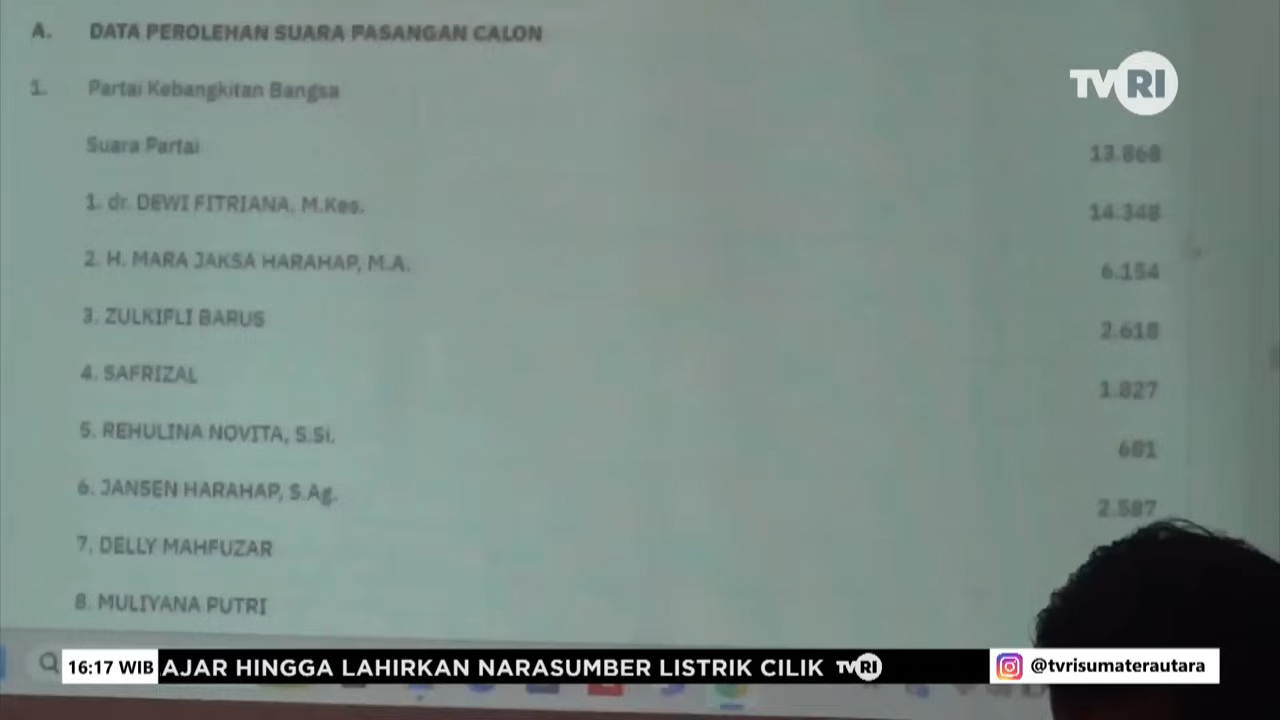 A. DATA PEROLEHAN SUARA PASANGAN CALON
TVRI
1. Partai Kebangkitan Bangsa
Suara Partai 13.868
1. dr. DEWI FITRIANA, M.Kes. 14.348
2. H. MARA JAKSA HARAHAP, M.A. 6.154
3. ZULKIFLI BARUS 2.618
4. SAFRIZAL 1.827
5. REHULINA NOVITA, S.Si. 681
6. JANSEN HARAHAP, S.Ag. 2.587
7. DELLY MAHFUZAR
8. MULIYANA PUTRI
16:17 WIB AJAR HINGGA LAHIRKAN NARASUMBER LISTRIK CILIK TVRI @tvrisumaterautara